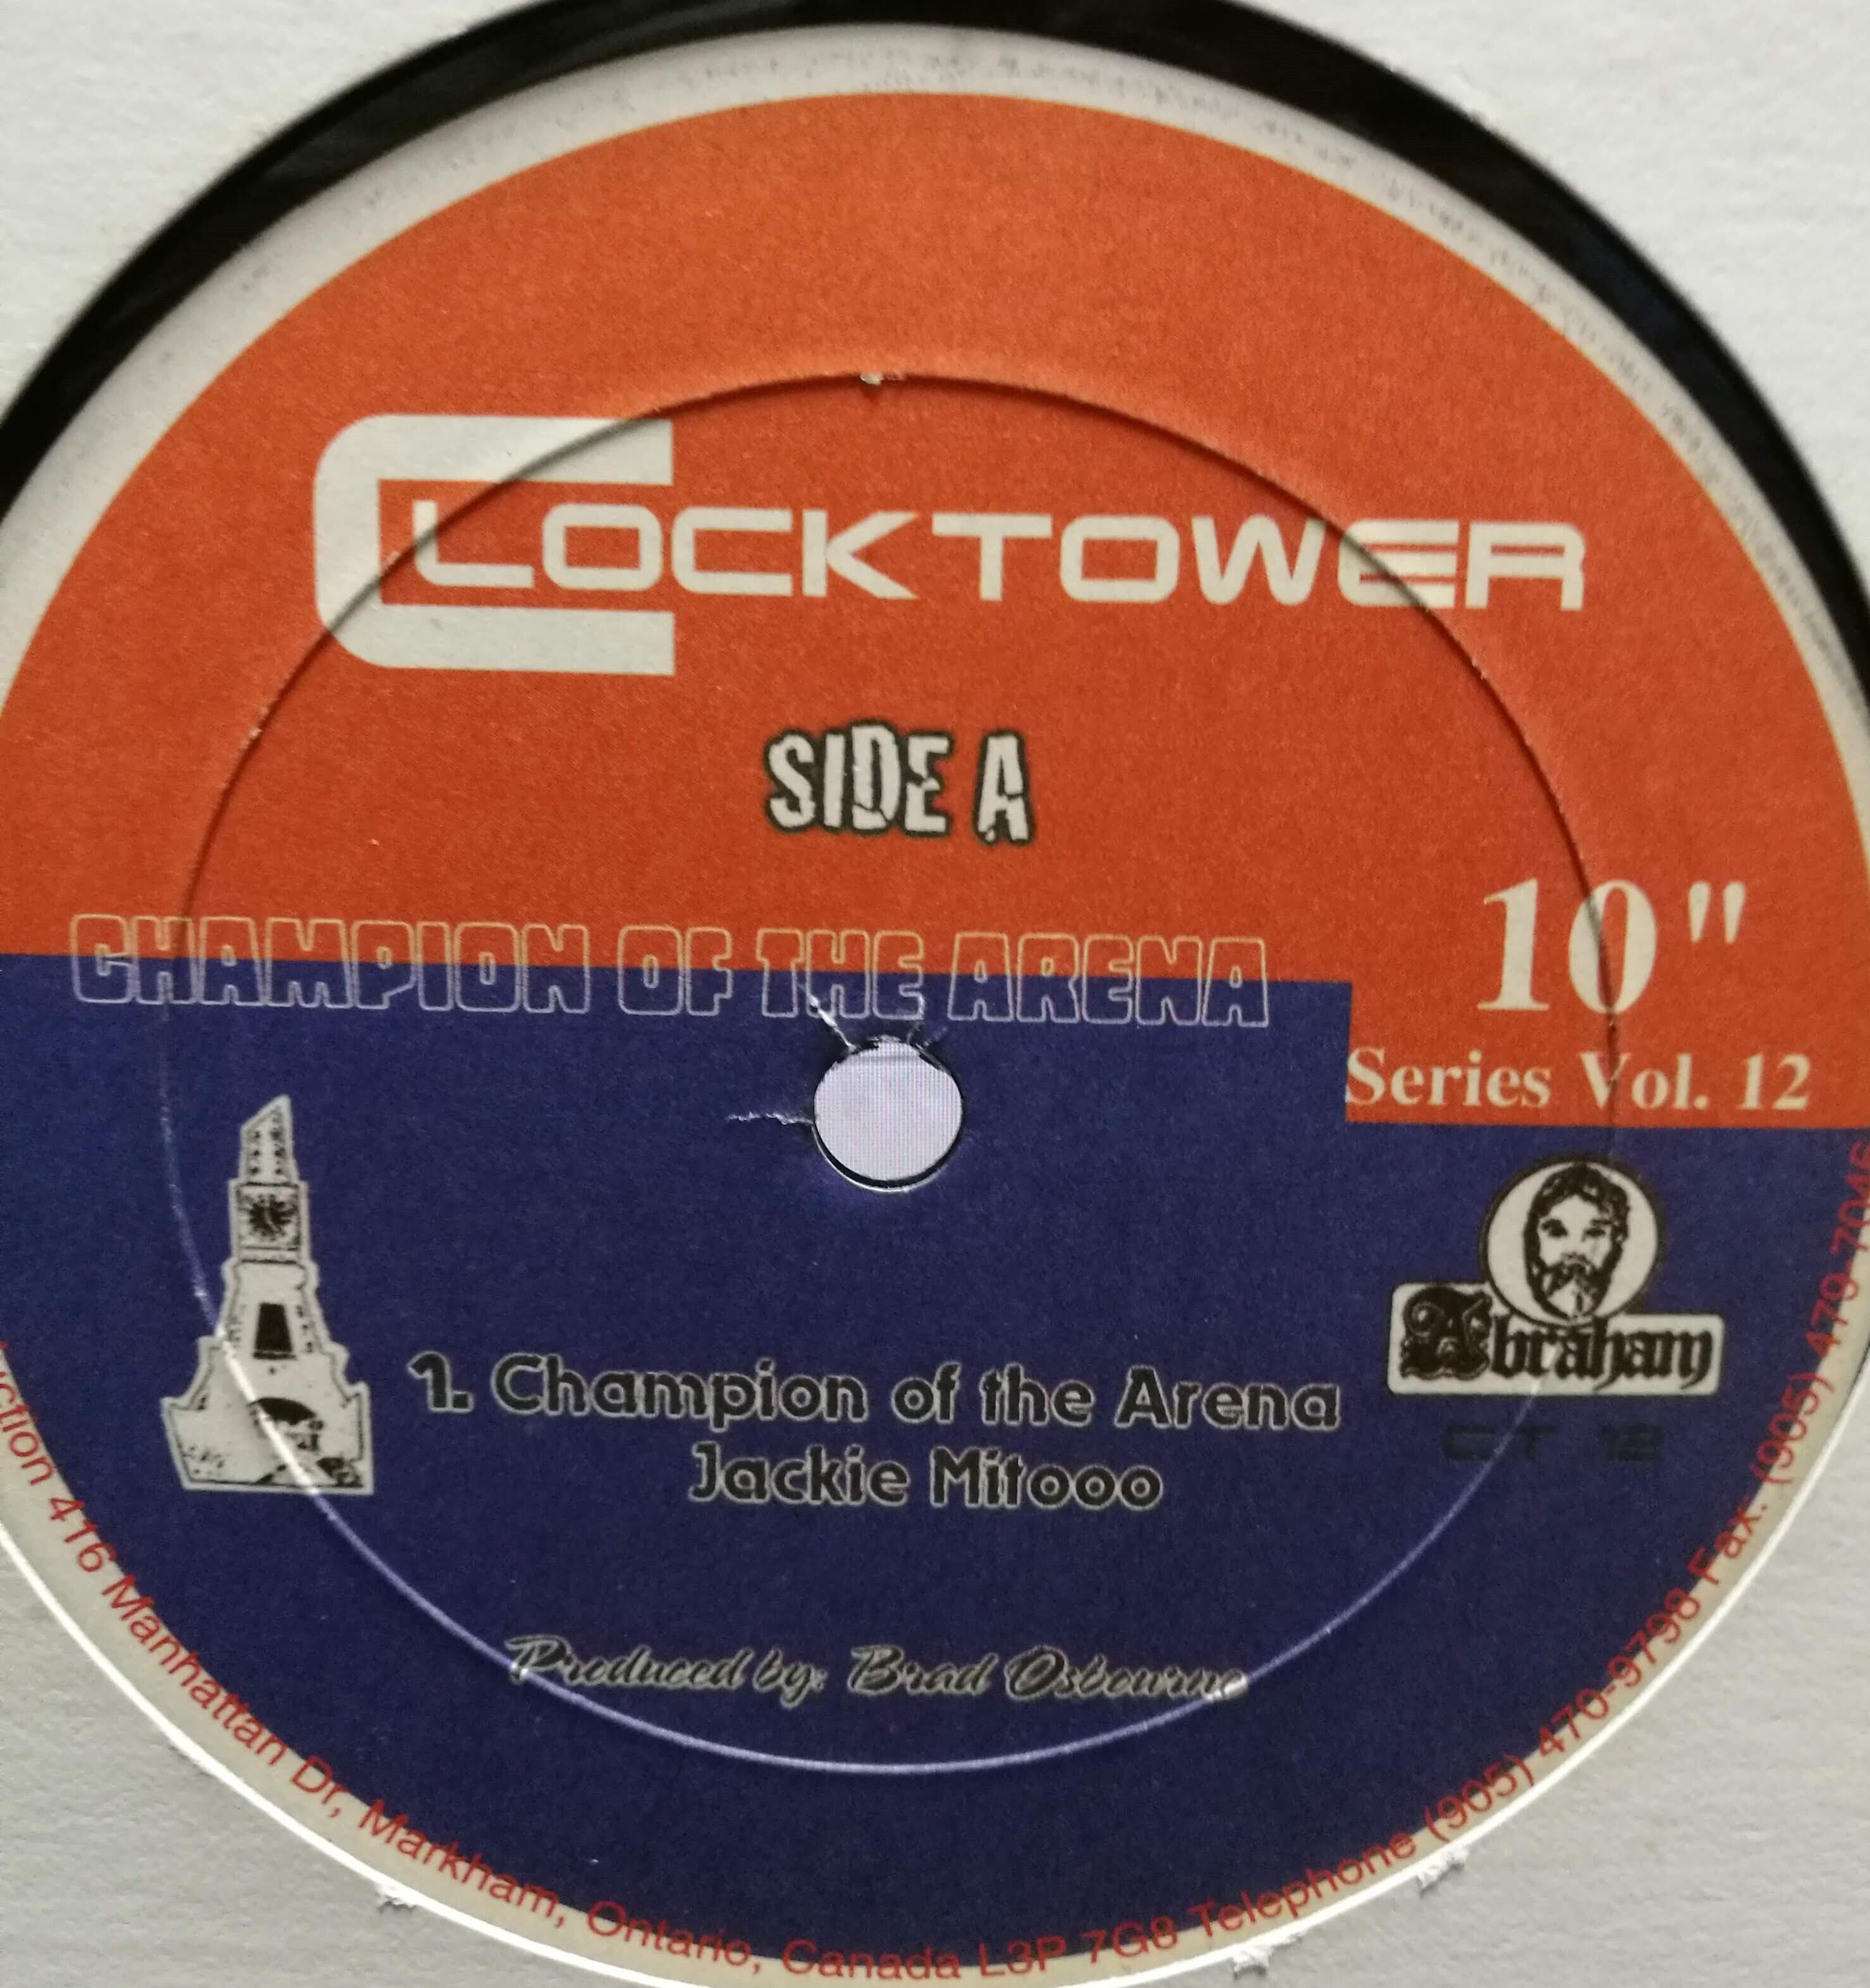 CLOCKTOWER
SIDE A
CHAMPION OF THE ARENA
10"
Series Vol. 12
Abraham
CT 12
1. Champion of the Arena
Jackie Mitooo
Produced by: Brad Osbourne
416 Manhattan Dr, Markham, Ontario, Canada L3P 7G8 Telephone (905) 470-9798 Fax: (905) 479-7046